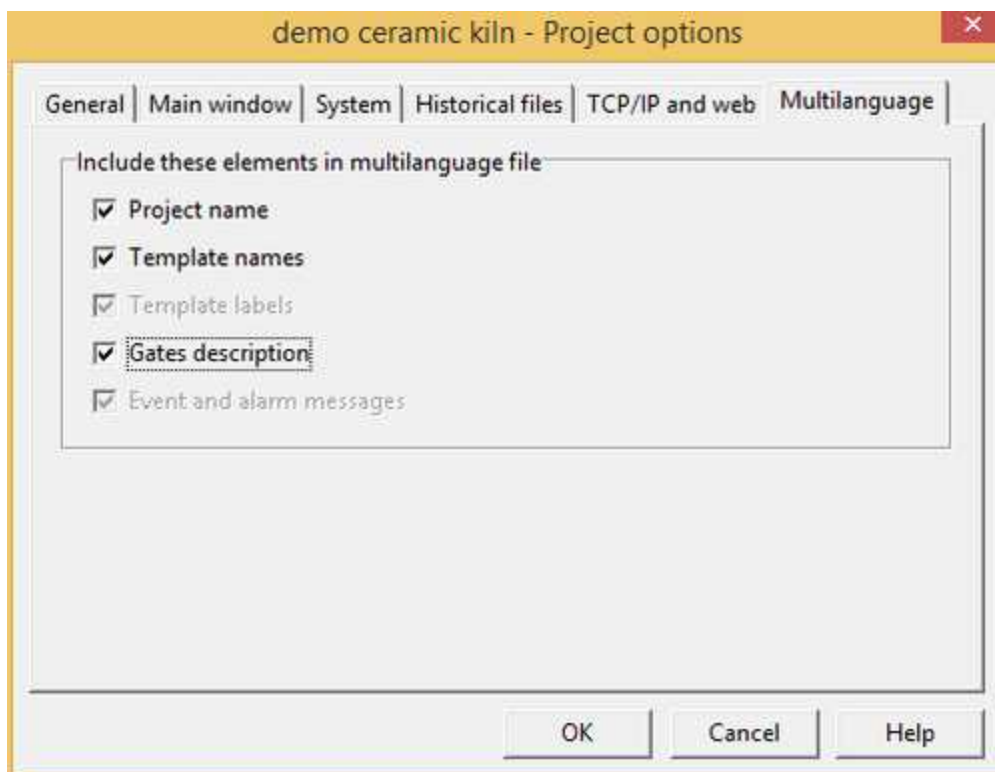 demo ceramic kiln - Project options
General Main window System Historical files TCP/IP and web Multilanguage
Include these elements in multilanguage file
Project name
Template names
Template labels
Gates description
Event and alarm messages
OK Cancel Help